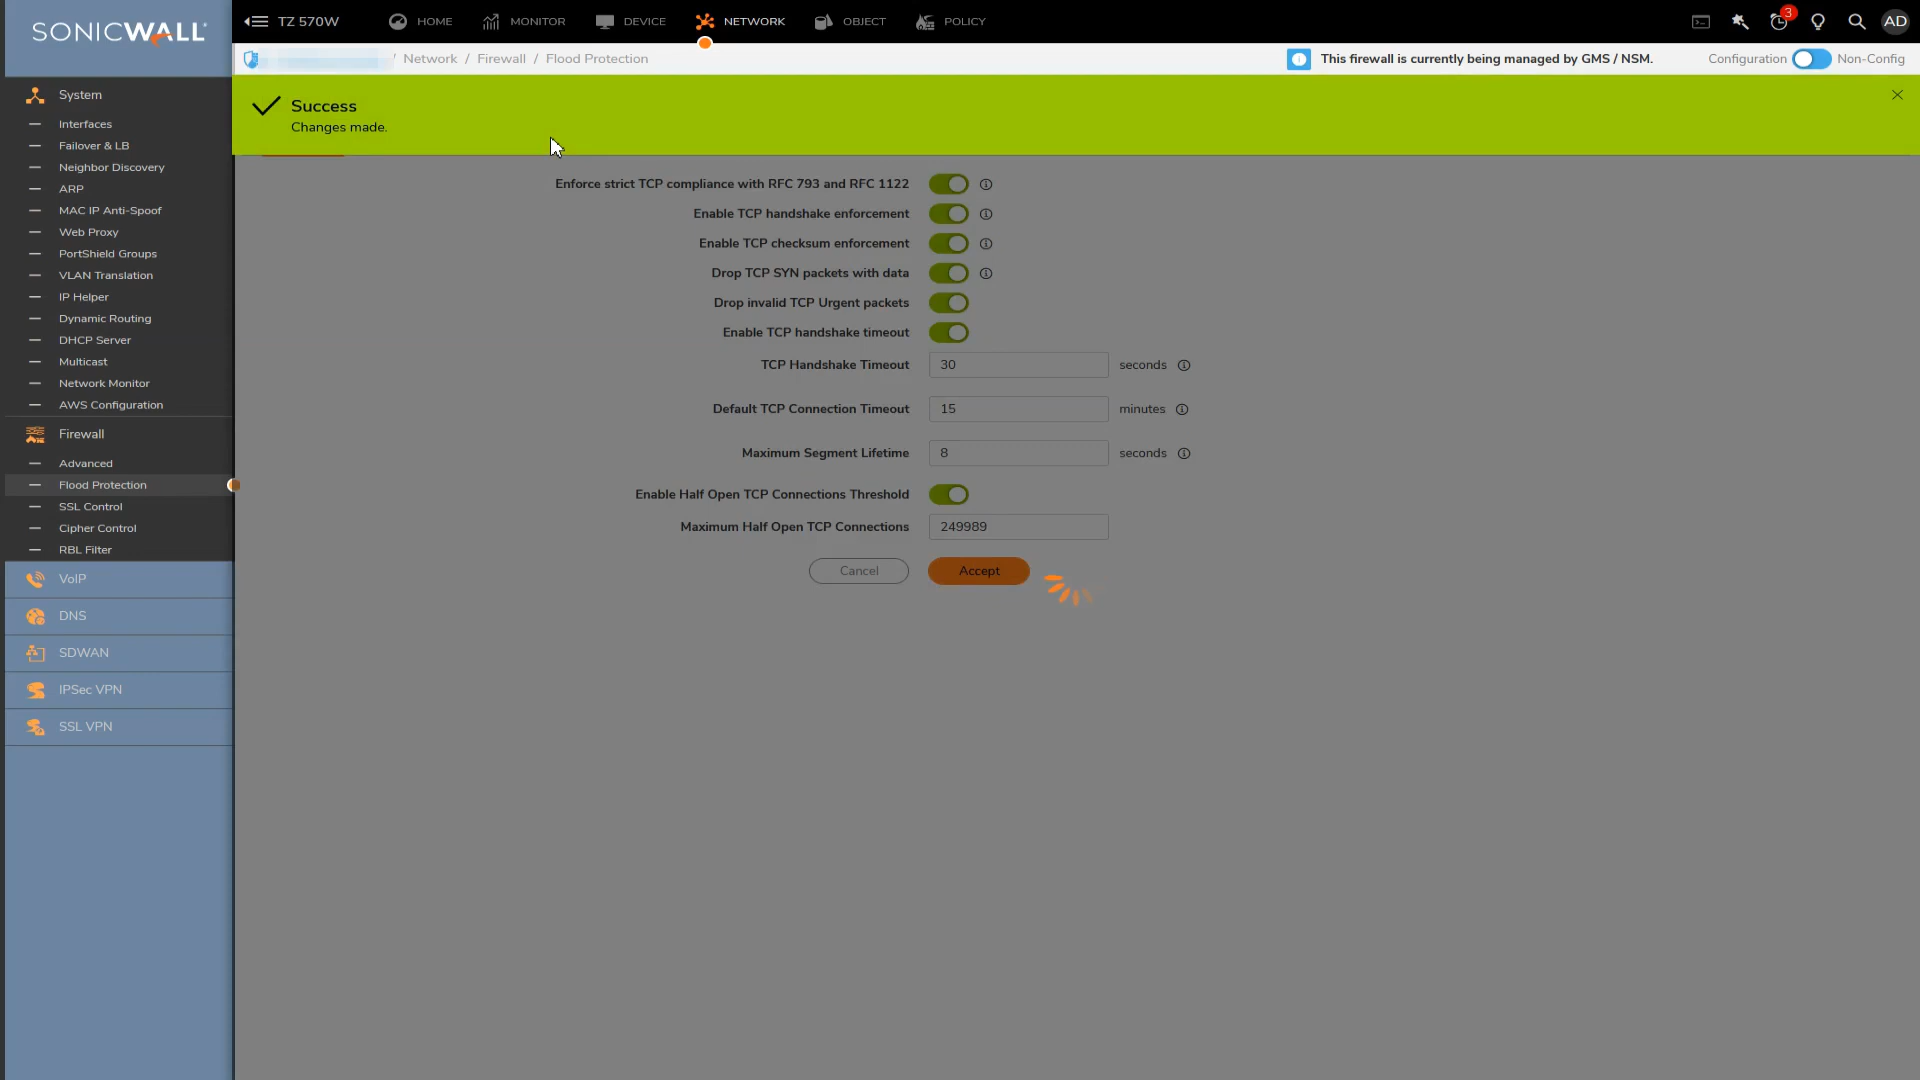 SONICWALL
TZ 570W
HOME
MONITOR
DEVICE
NETWORK
OBJECT
POLICY
3
AD
/ Network / Firewall / Flood Protection
This firewall is currently being managed by GMS / NSM.
Configuration
Non-Config
Success
Changes made.
System
Interfaces
Failover & LB
Neighbor Discovery
ARP
MAC IP Anti-Spoof
Web Proxy
PortShield Groups
VLAN Translation
IP Helper
Dynamic Routing
DHCP Server
Multicast
Network Monitor
AWS Configuration
Firewall
Advanced
Flood Protection
SSL Control
Cipher Control
RBL Filter
VoIP
DNS
SDWAN
IPSec VPN
SSL VPN
Enforce strict TCP compliance with RFC 793 and RFC 1122
Enable TCP handshake enforcement
Enable TCP checksum enforcement
Drop TCP SYN packets with data
Drop invalid TCP Urgent packets
Enable TCP handshake timeout
TCP Handshake Timeout 30 seconds
Default TCP Connection Timeout 15 minutes
Maximum Segment Lifetime 8 seconds
Enable Half Open TCP Connections Threshold
Maximum Half Open TCP Connections 249989
Cancel Accept